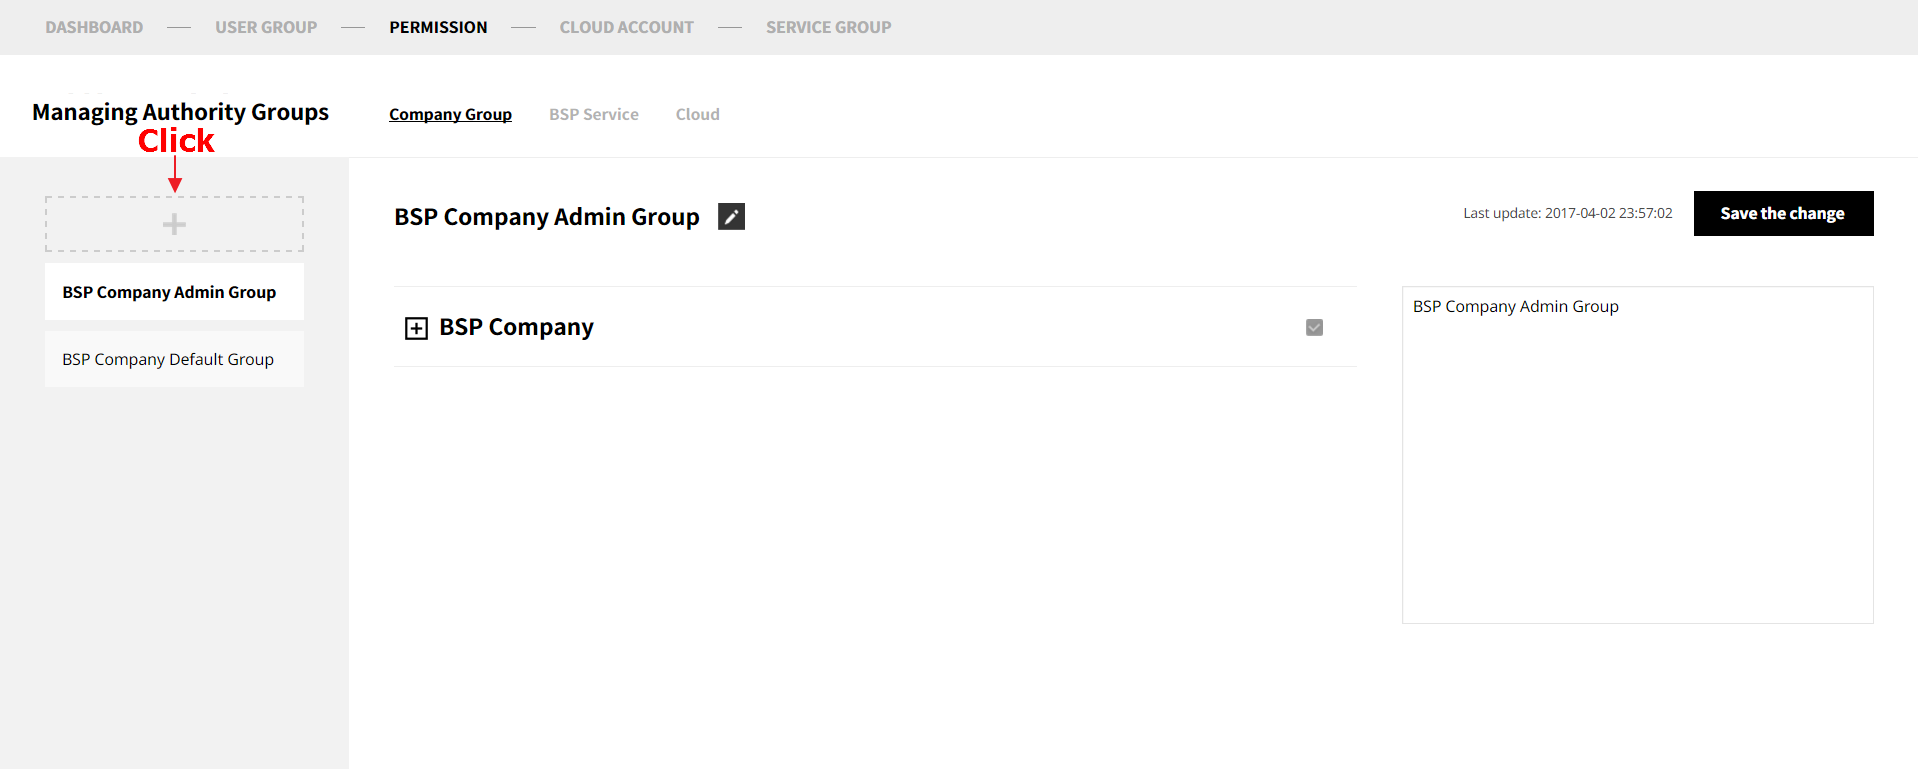 DASHBOARD USER GROUP PERMISSION CLOUD ACCOUNT SERVICE GROUP
Managing Authority Groups
Company Group BSP Service Cloud
Click
BSP Company Admin Group
BSP Company Default Group
BSP Company Admin Group
Last update: 2017-04-02 23:57:02
Save the change
BSP Company
BSP Company Admin Group